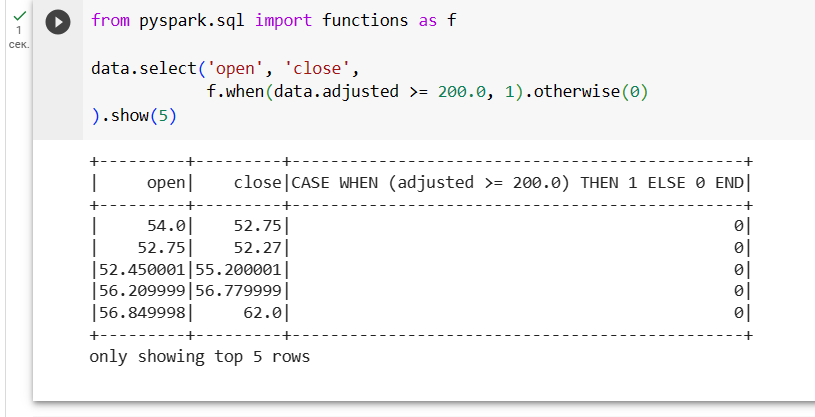 1
сек.
from pyspark.sql import functions as f
data.select('open', 'close',
f.when(data.adjusted >= 200.0, 1).otherwise(0)
).show(5)
+---------+---------+---------------------------------------------+
|     open|    close|CASE WHEN (adjusted >= 200.0) THEN 1 ELSE 0 END|
+---------+---------+---------------------------------------------+
|     54.0|    52.75|                                            0|
|    52.75|    52.27|                                            0|
|52.450001|55.200001|                                            0|
|56.209999|56.779999|                                            0|
|56.849998|     62.0|                                            0|
+---------+---------+---------------------------------------------+
only showing top 5 rows